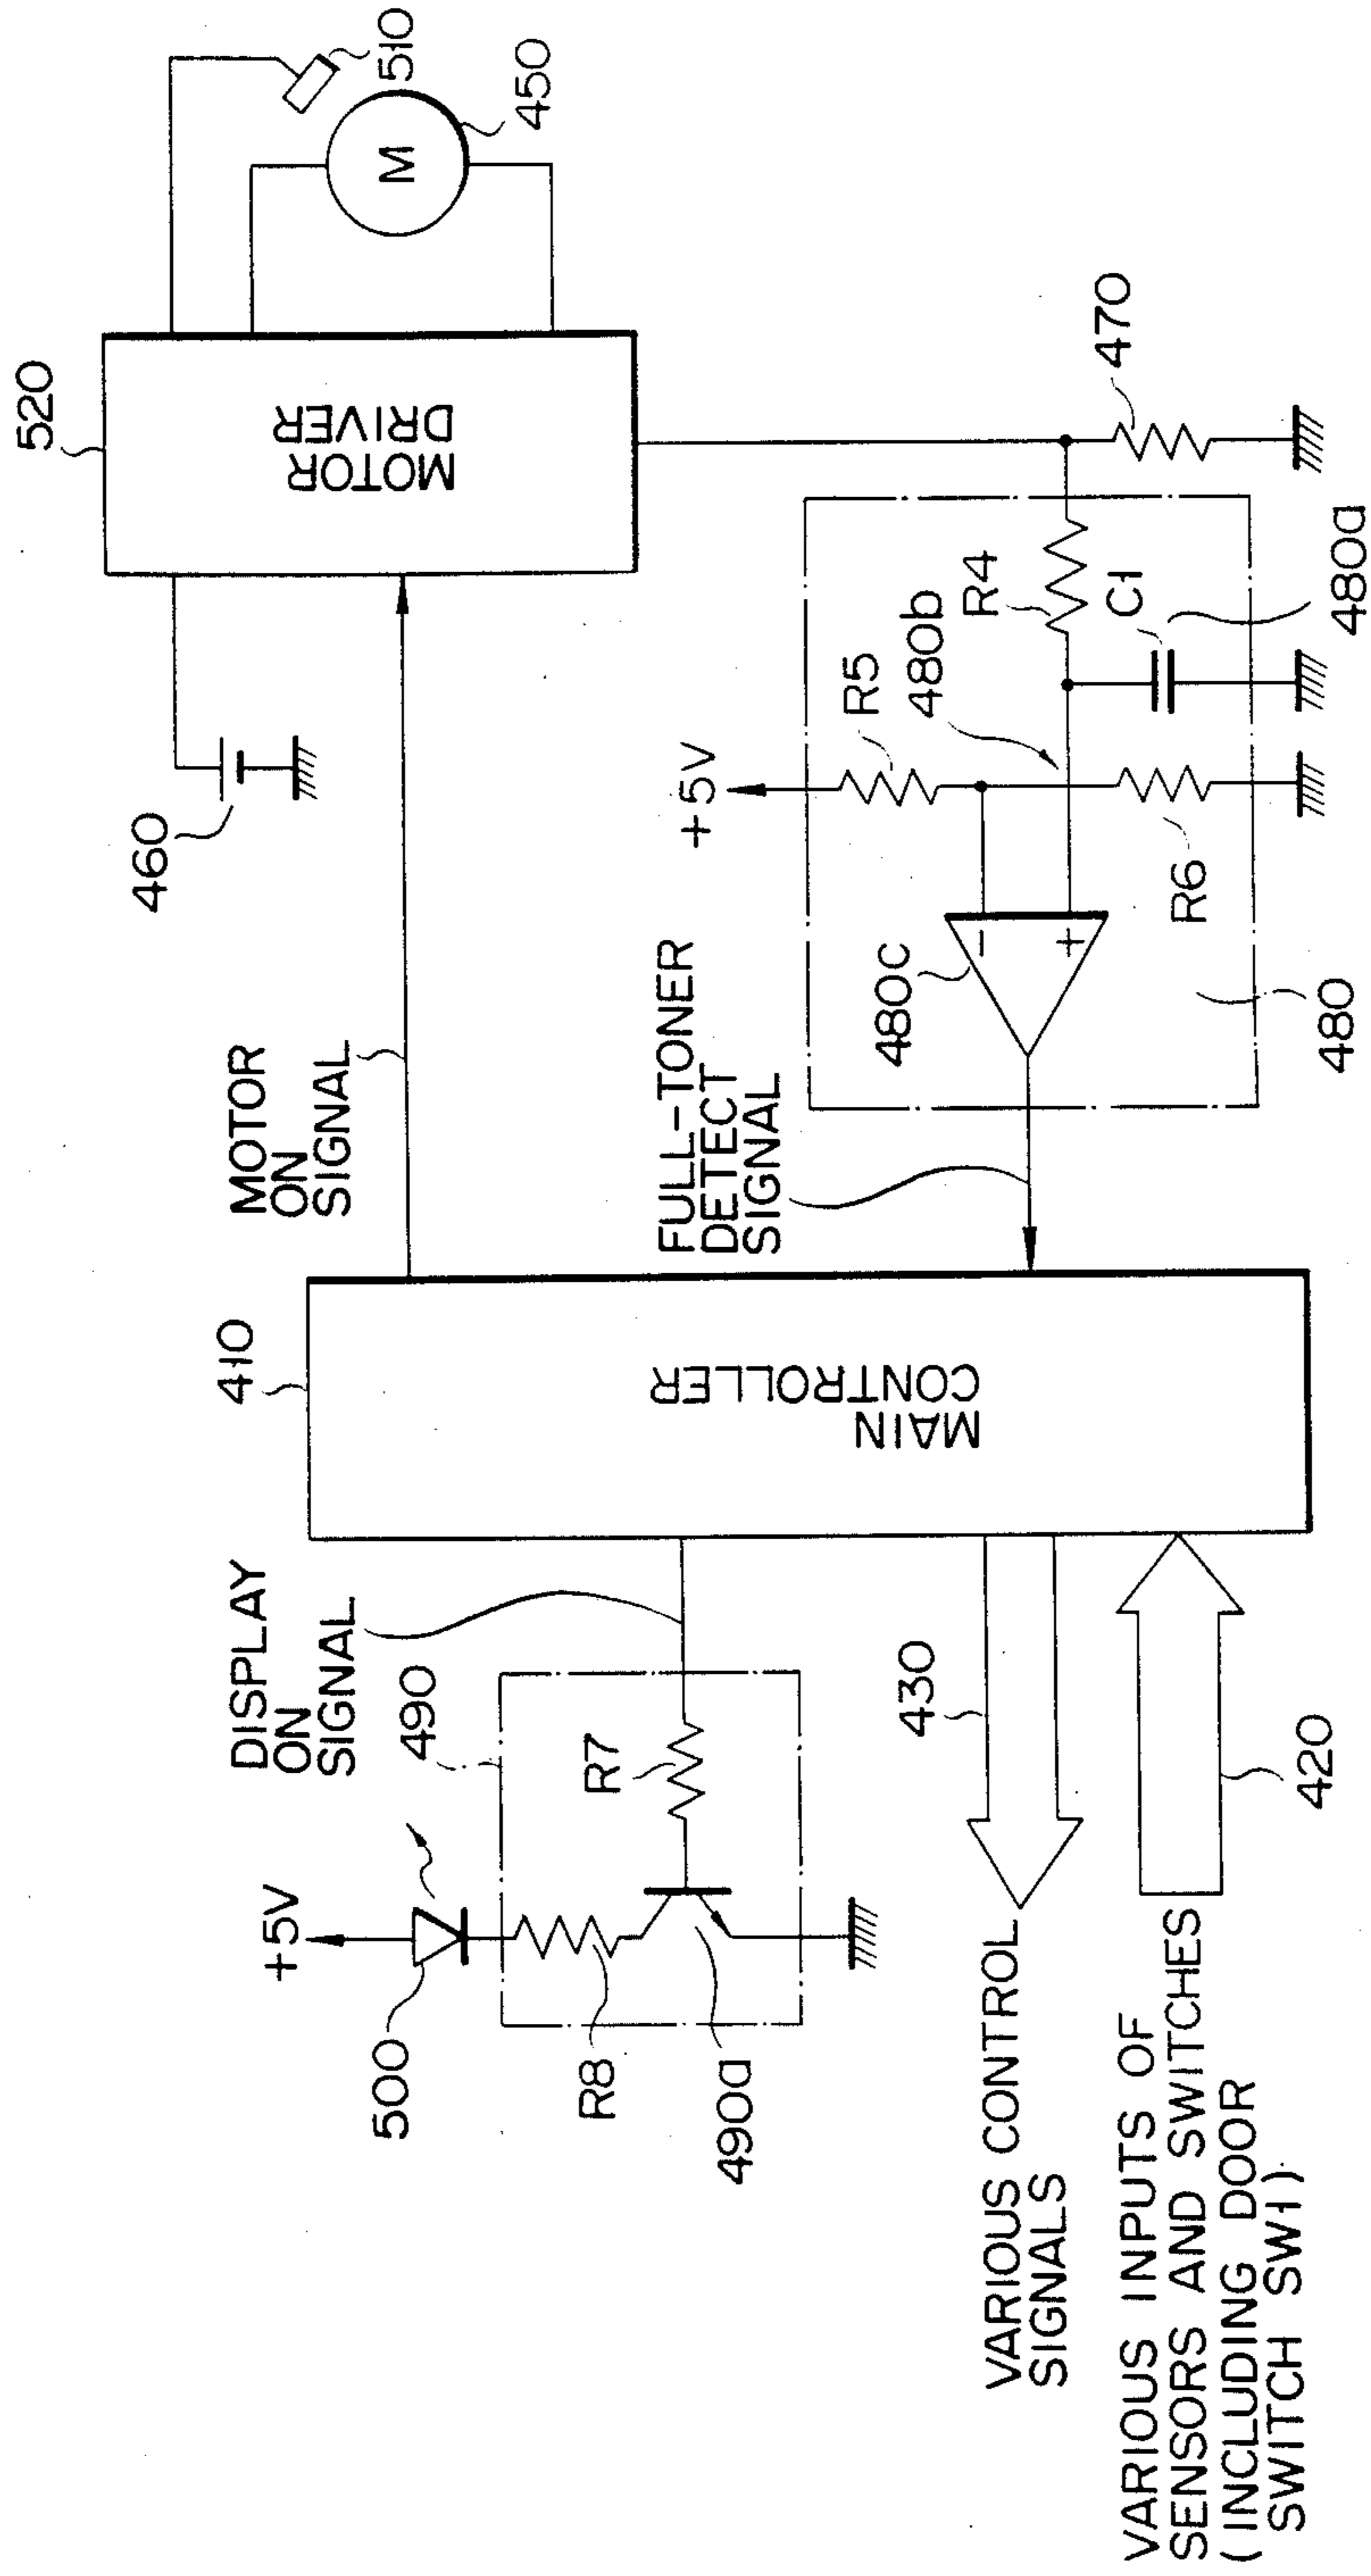 520
510
M
450
MOTOR
DRIVER
460
470
MOTOR
ON
SIGNAL
+5V
R5
480b
R4
C1
480a
480c
-
+
R6
480
FULL-TONER
DETECT
SIGNAL
410
MAIN
CONTROLLER
DISPLAY
ON
SIGNAL
490
+5V
500
R7
R8
490a
430
420
VARIOUS CONTROL
SIGNALS
VARIOUS INPUTS OF
SENSORS AND SWITCHES
(INCLUDING DOOR
SWITCH SW1)